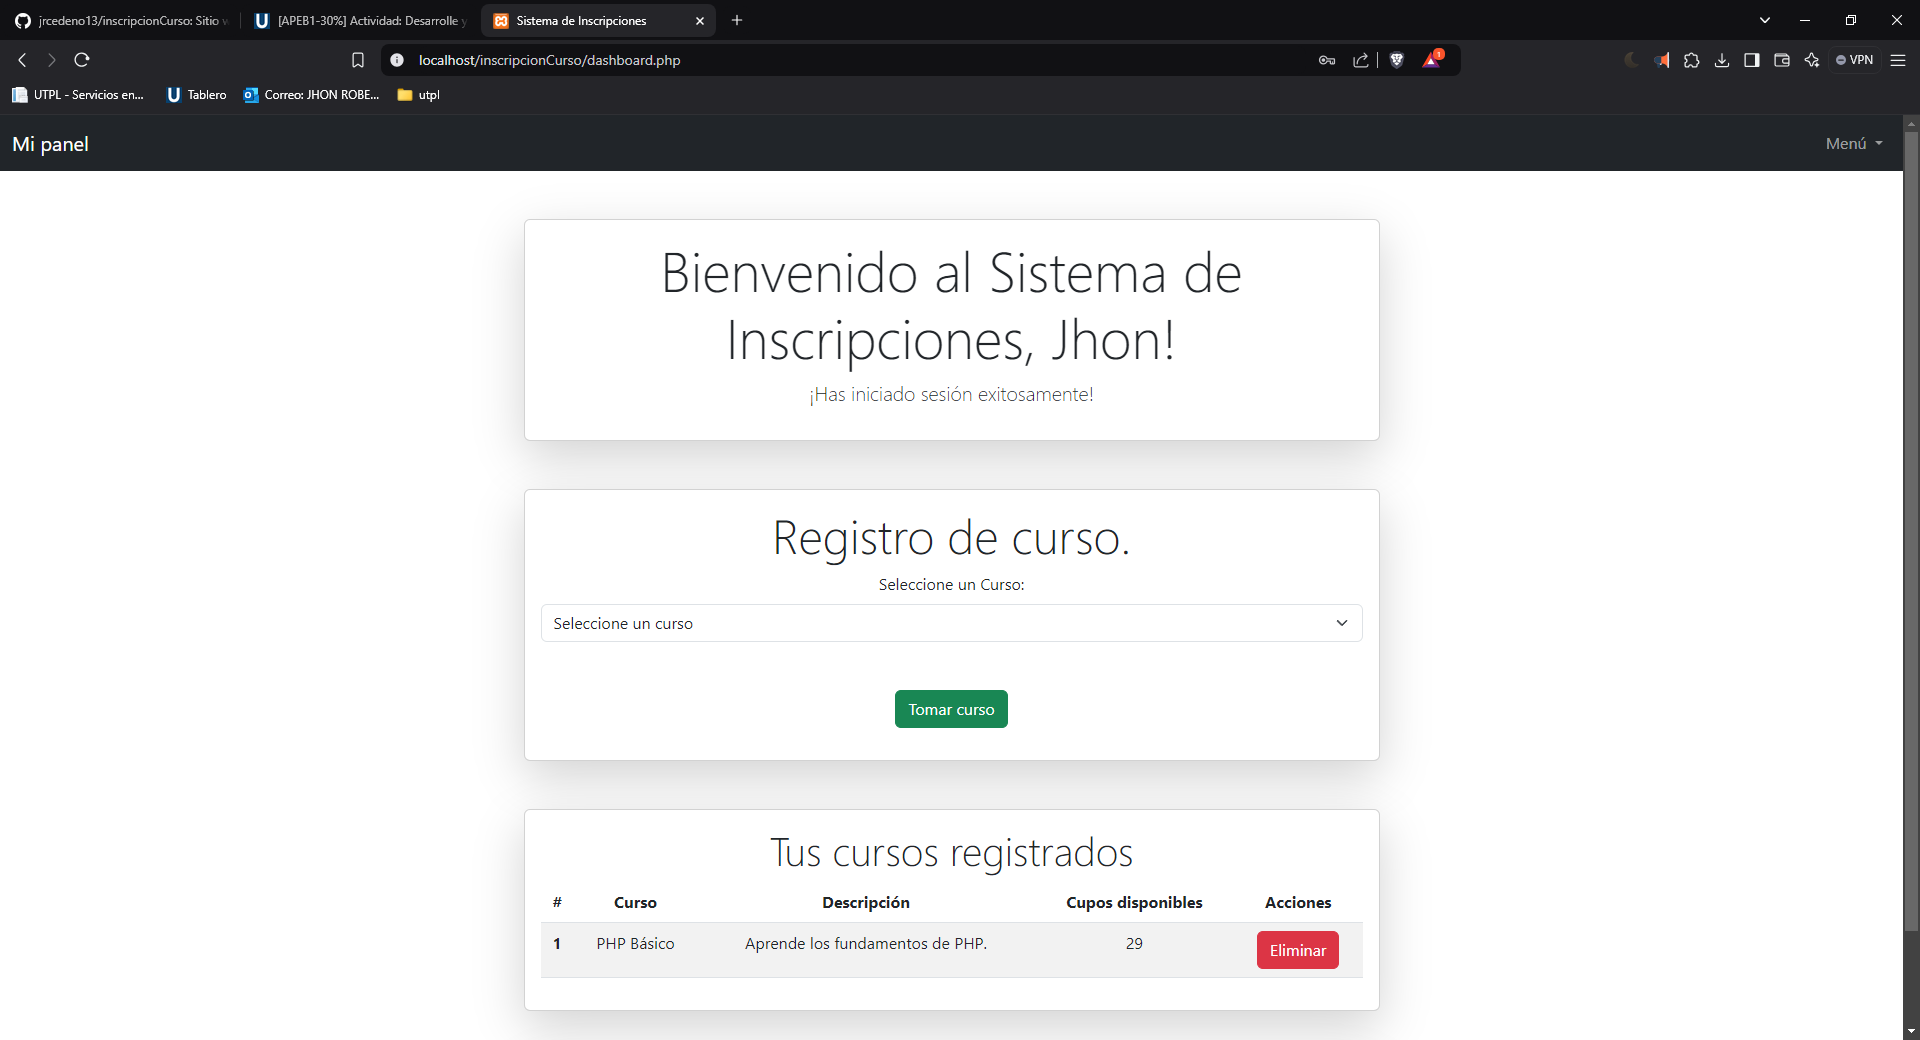 jrcedeno13/inscripcionCurso: Sitio w
[APEB1-30%] Actividad: Desarrolle y
Sistema de Inscripciones
localhost/inscripcionCurso/dashboard.php
1
VPN
UTPL - Servicios en...
Tablero
Correo: JHON ROBE...
utpl
Mi panel
Menú
Bienvenido al Sistema de
Inscripciones, Jhon!
¡Has iniciado sesión exitosamente!
Registro de curso.
Seleccione un Curso:
Seleccione un curso
Tomar curso
Tus cursos registrados
# Curso Descripción Cupos disponibles Acciones
1 PHP Básico Aprende los fundamentos de PHP. 29 Eliminar